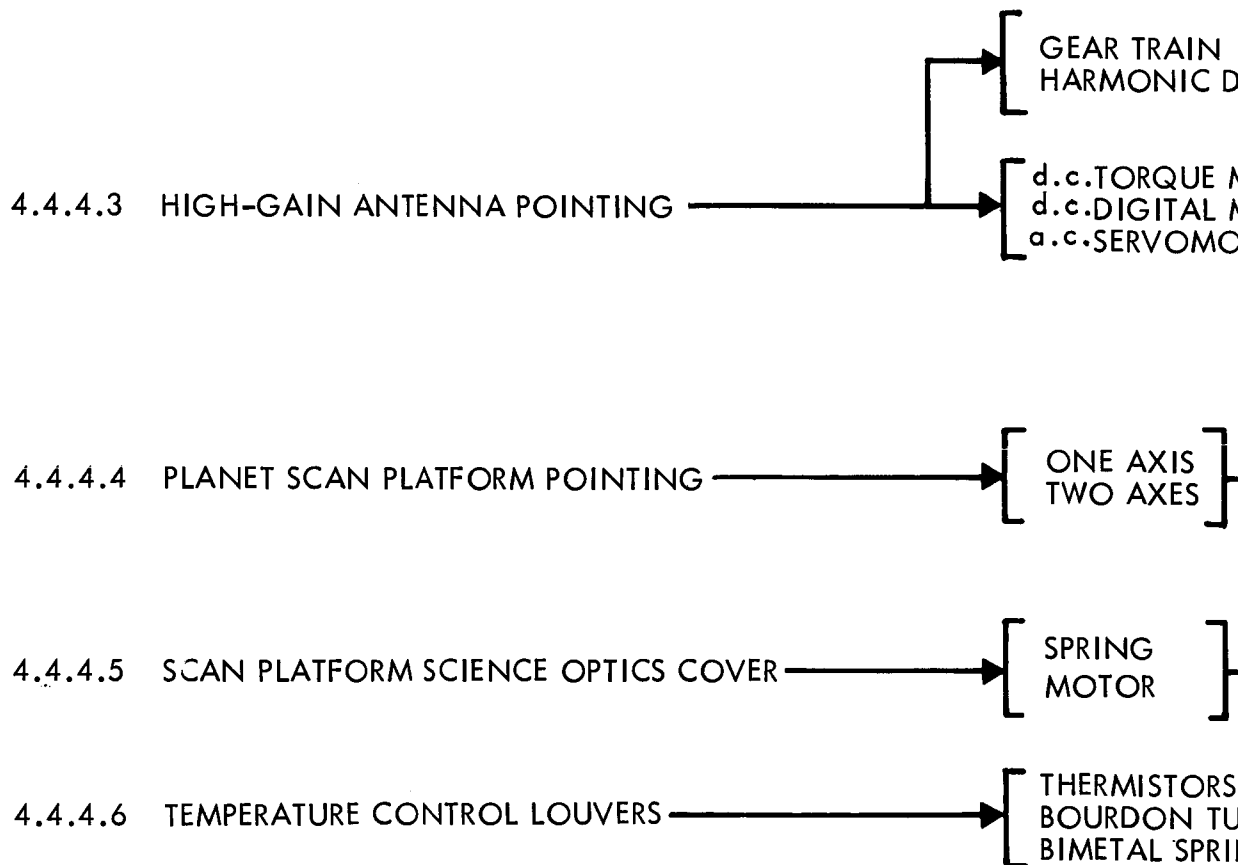 GEAR TRAIN
HARMONIC D
4.4.4.3 HIGH-GAIN ANTENNA POINTING
d.c.TORQUE M
d.c.DIGITAL M
a.c.SERVOMO
4.4.4.4 PLANET SCAN PLATFORM POINTING
ONE AXIS
TWO AXES
4.4.4.5 SCAN PLATFORM SCIENCE OPTICS COVER
SPRING
MOTOR
4.4.4.6 TEMPERATURE CONTROL LOUVERS
THERMISTORS
BOURDON TU
BIMETAL SPRI